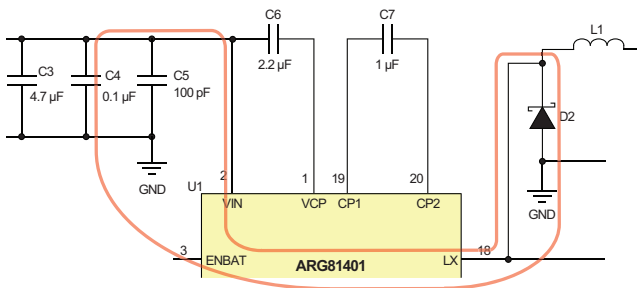 C6
2.2 µF
C7
1 µF
L1
C3
4.7 µF
C4
0.1 µF
C5
100 pF
D2
GND
GND
U1
2
VIN
1
VCP
19
CP1
20
CP2
3
ENBAT
ARG81401
LX
18